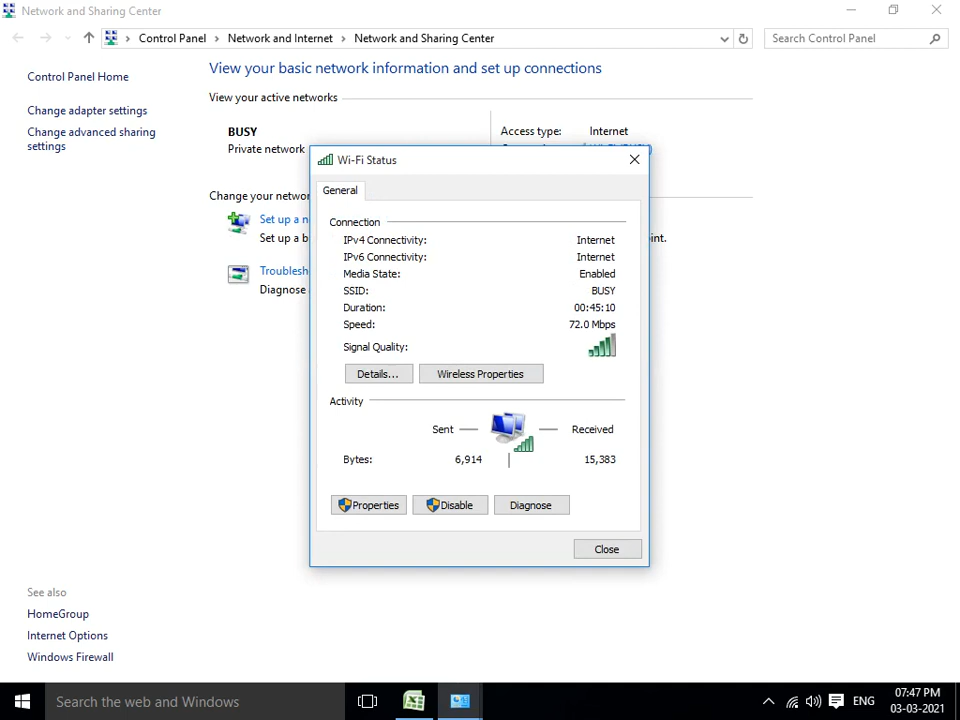 Network and Sharing Center
Control Panel
Network and Internet
Network and Sharing Center
Search Control Panel
Control Panel Home
Change adapter settings
Change advanced sharing
settings
See also
HomeGroup
Internet Options
Windows Firewall
View your basic network information and set up connections
View your active networks
BUSY
Private network
Access type: Internet
Change your
Set up a
Set up a
Diagnose
Wi-Fi Status
General
Connection
IPv4 Connectivity: Internet
IPv6 Connectivity: Internet
Media State: Enabled
SSID: BUSY
Duration: 00:45:10
Speed: 72.0 Mbps
Signal Quality:
Details... Wireless Properties
Activity
Sent Received
Bytes: 6,914 15,383
Properties Disable Diagnose
Close
Search the web and Windows
ENG
07:47 PM
03-03-2021